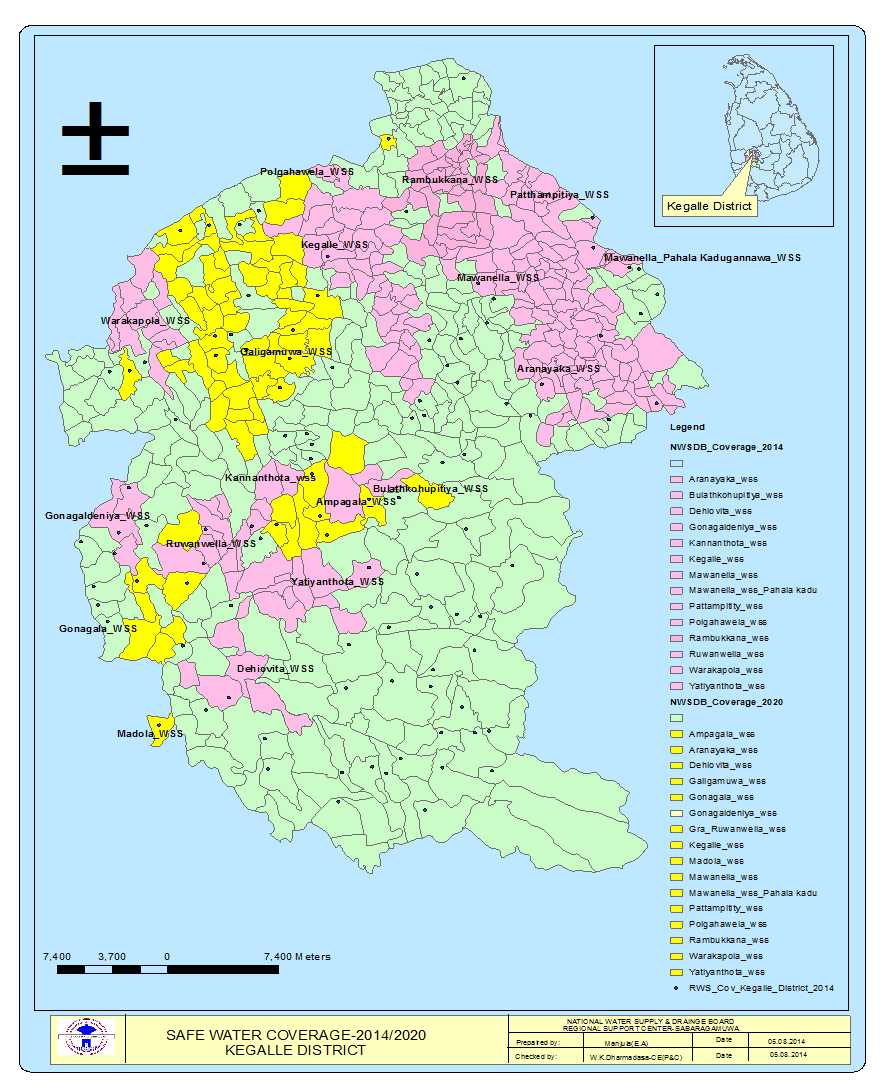 ±
Kegalle District
Polgahawela_WSS
Rambukkana_WSS
Patthampitiya_WSS
Kegalle_WSS
Mawanella_Pahala Kadugannawa_WSS
Mawanella_WSS
Warakapola_WSS
Galigamuwa_WSS
Aranayaka_WSS
Kannanthota_wss
Bulathkohupitiya_WSS
Ampagala_WSS
Gonagaldeniya_WSS
Ruwanwella_WSS
Yatiyanthota_WSS
Gonagala_WSS
Dehiovita_WSS
Madola_WSS
Legend
NWSDB_Coverage_2014
Aranayaka_wss
Bulathkohupitiya_wss
Dehiovita_wss
Gonagaldeniya_wss
Kannanthota_wss
Kegalle_wss
Mawanella_wss
Mawanella_wss_Pahala kadu
Pattampitity_wss
Polgahawela_wss
Rambukkana_wss
Ruwanwella_wss
Warakapola_wss
Yatiyanthota_wss
NWSDB_Coverage_2020
Ampagala_wss
Aranayaka_wss
Dehiovita_wss
Galigamuwa_wss
Gonagala_wss
Gonagaldeniya_wss
Gra_Ruwanwella_wss
Kegalle_wss
Madola_wss
Mawanella_wss
Mawanella_wss_Pahala kadu
Pattampitity_wss
Polgahawela_wss
Rambukkana_wss
Warakapola_wss
Yatiyanthota_wss
RWS_Cov_Kegalle_District_2014
7,400 3,700 0 7,400 Meters
SAFE WATER COVERAGE-2014/2020
KEGALLE DISTRICT
NATIONAL WATER SUPPLY & DRAINGE BOARD
REGIONAL SUPPORT CENTER-SABARAGAMUWA
Prepaired by: Manjula(E.A) Date 05.08.2014
Checked by: W.K.Dharmadasa-CE(P&C) Date 05.08.2014